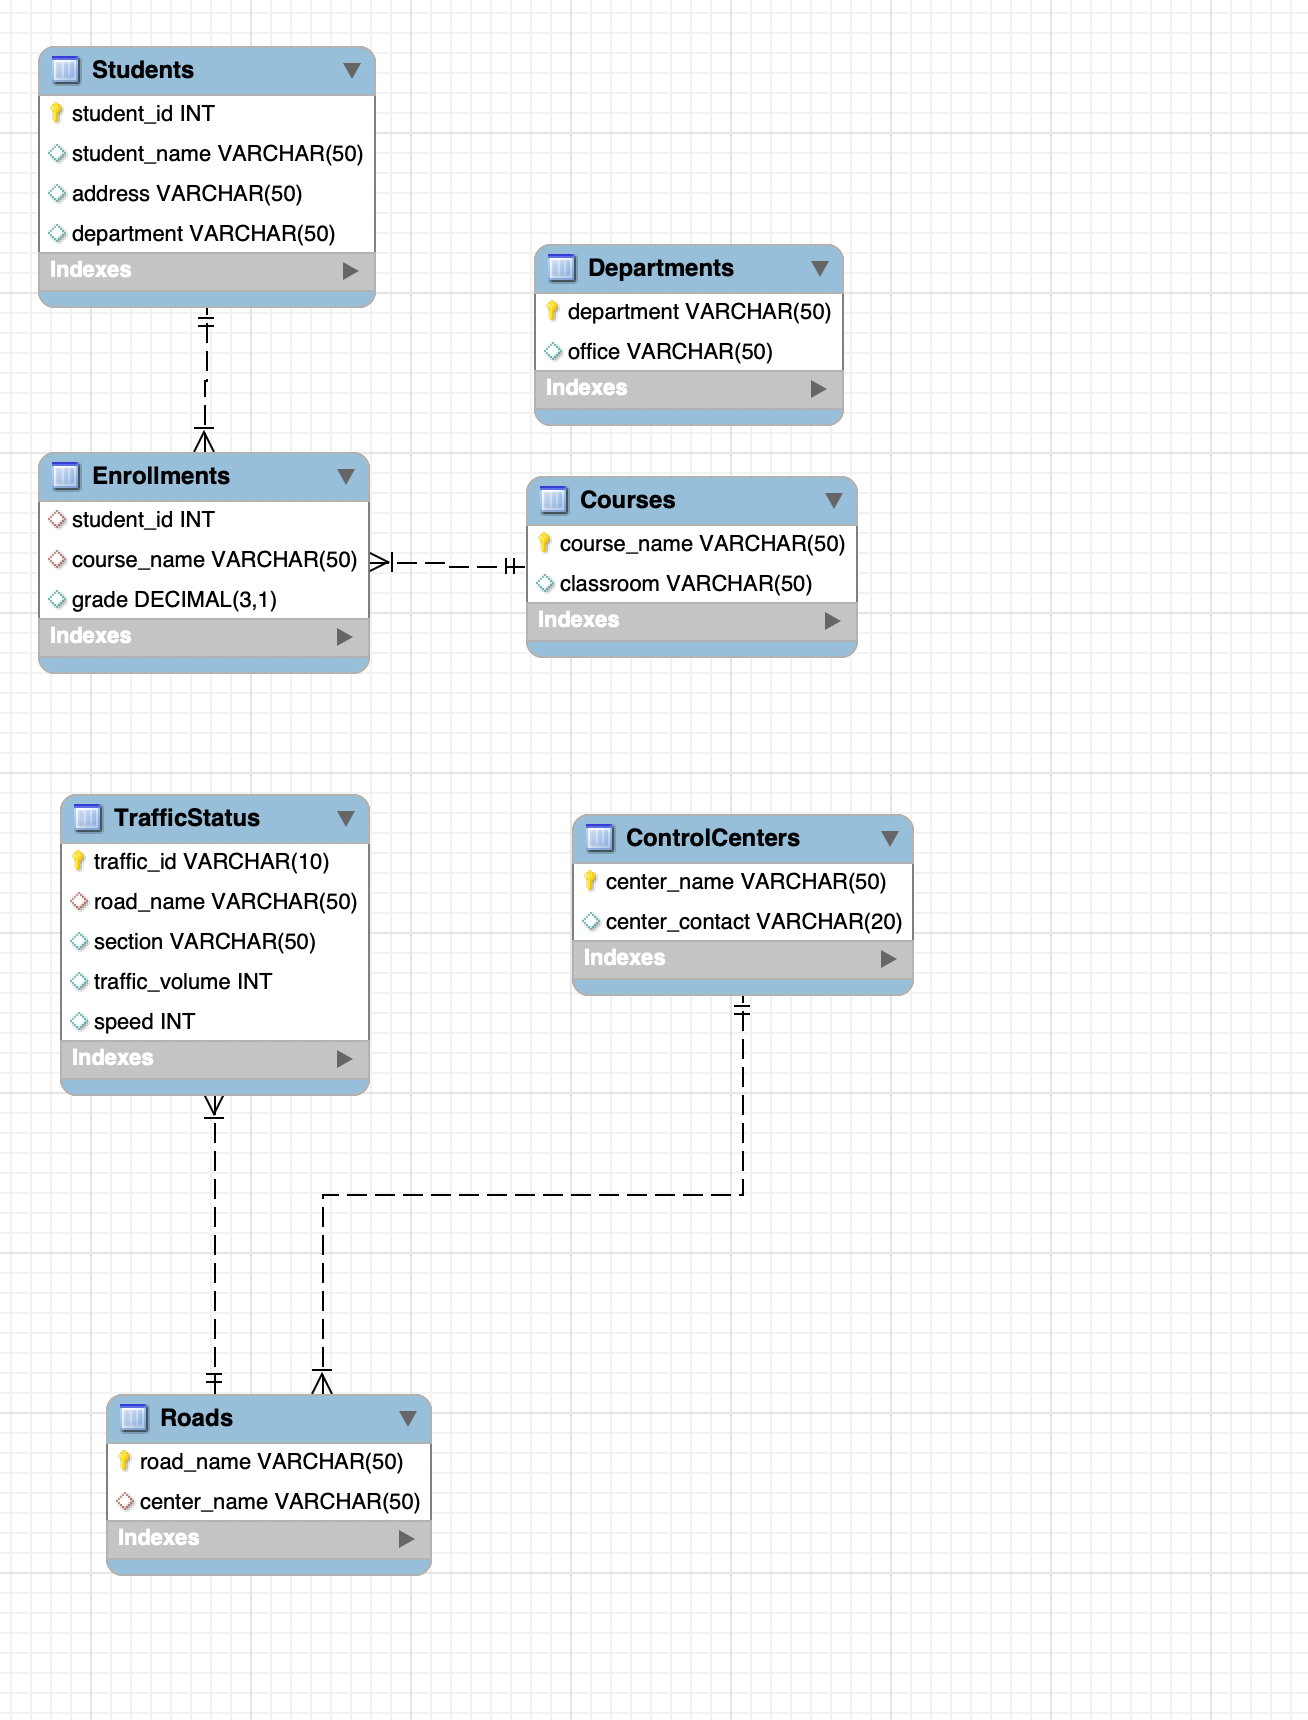 Students
student_id INT
student_name VARCHAR(50)
address VARCHAR(50)
department VARCHAR(50)
Indexes
Departments
department VARCHAR(50)
office VARCHAR(50)
Indexes
Enrollments
student_id INT
course_name VARCHAR(50)
grade DECIMAL(3,1)
Indexes
Courses
course_name VARCHAR(50)
classroom VARCHAR(50)
Indexes
TrafficStatus
traffic_id VARCHAR(10)
road_name VARCHAR(50)
section VARCHAR(50)
traffic_volume INT
speed INT
Indexes
ControlCenters
center_name VARCHAR(50)
center_contact VARCHAR(20)
Indexes
Roads
road_name VARCHAR(50)
center_name VARCHAR(50)
Indexes